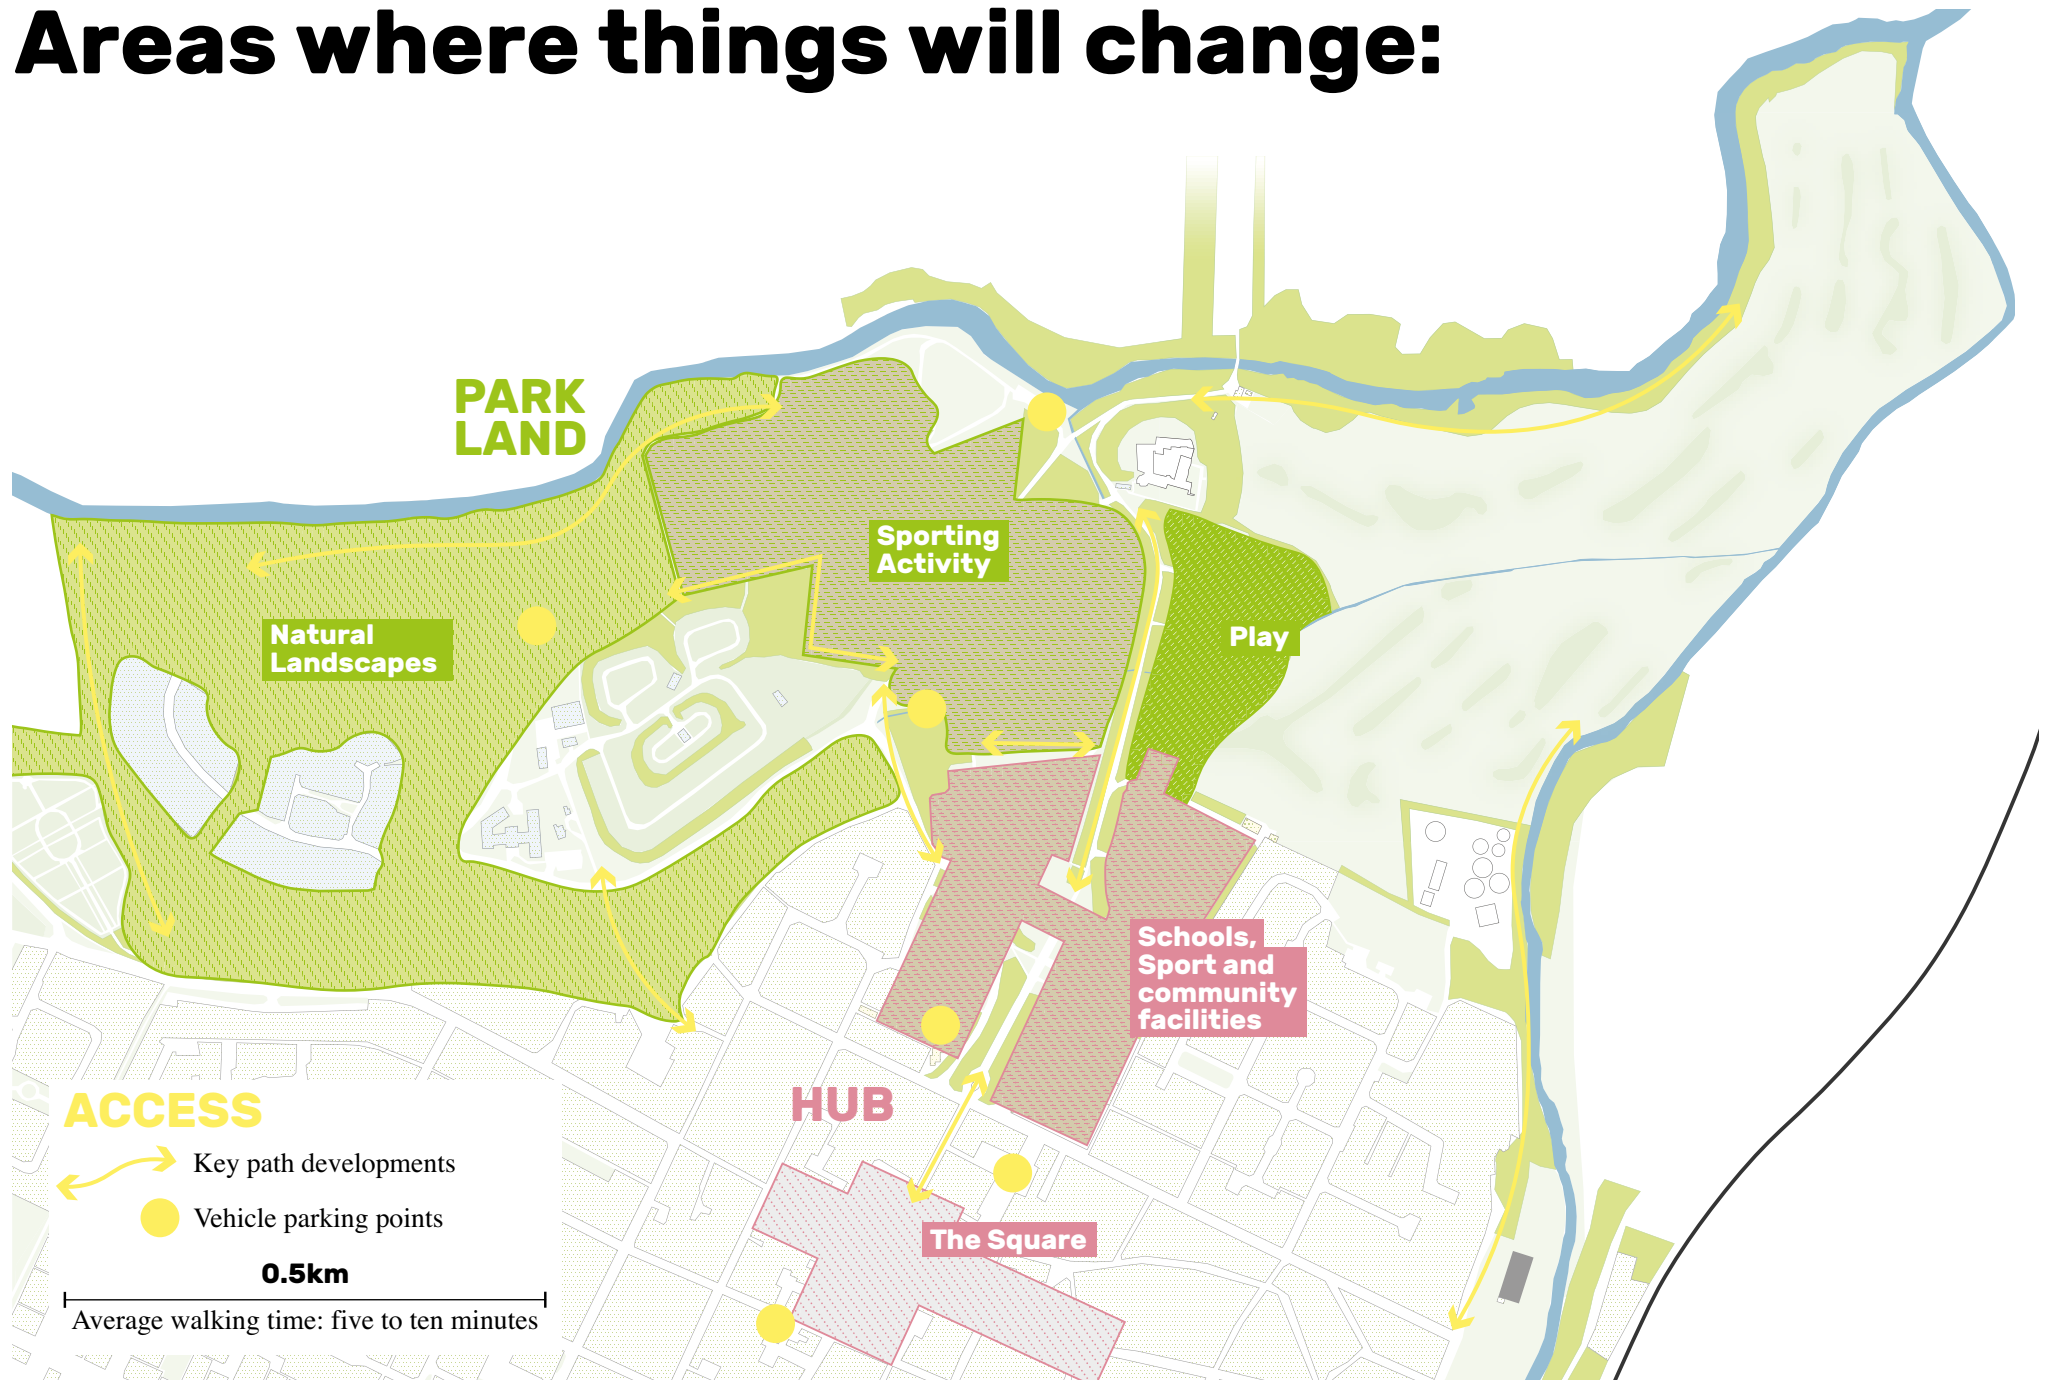 Areas where things will change:
PARK
LAND
Sporting
Activity
Natural
Landscapes
Play
Schools,
Sport and
community
facilities
HUB
The Square
ACCESS
Key path developments
Vehicle parking points
0.5km
Average walking time: five to ten minutes